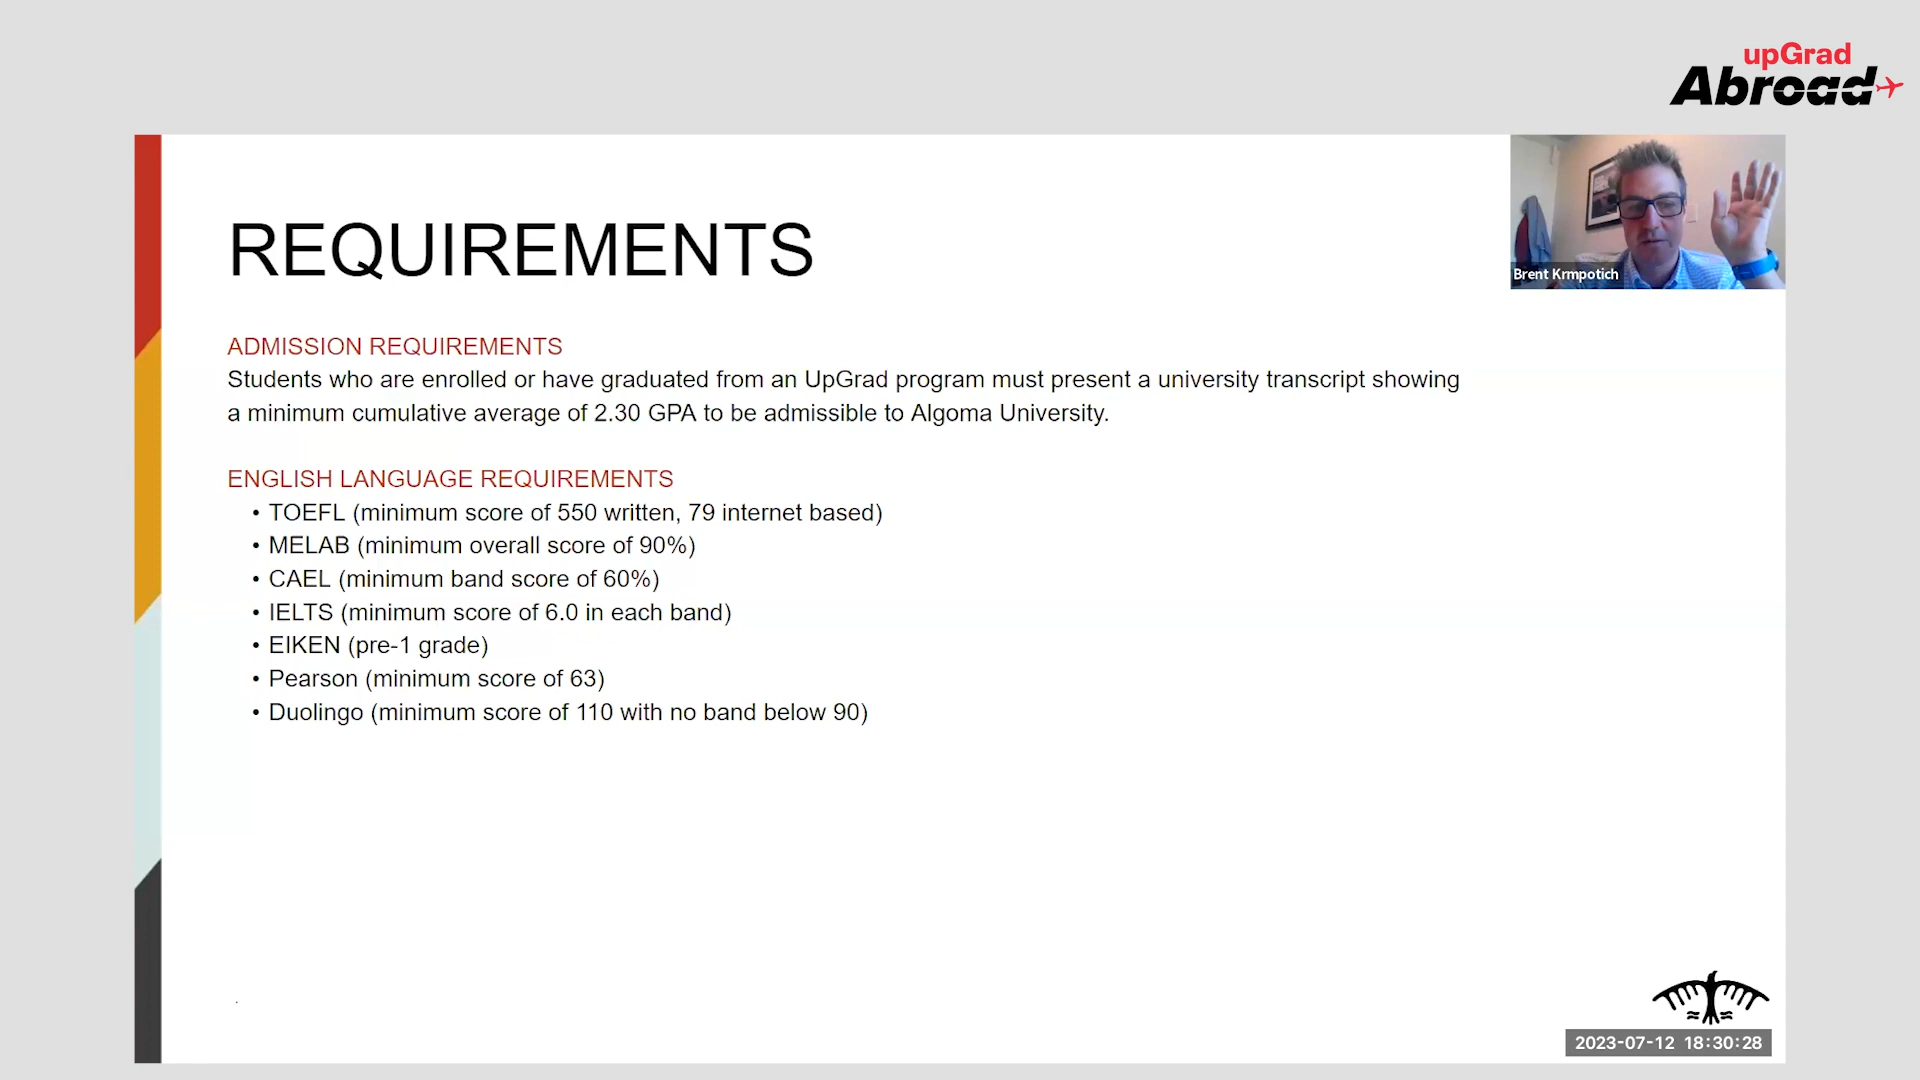 upGrad
Abroad
REQUIREMENTS
Brent Krmpotich
ADMISSION REQUIREMENTS
Students who are enrolled or have graduated from an UpGrad program must present a university transcript showing
a minimum cumulative average of 2.30 GPA to be admissible to Algoma University.
ENGLISH LANGUAGE REQUIREMENTS
• TOEFL (minimum score of 550 written, 79 internet based)
• MELAB (minimum overall score of 90%)
• CAEL (minimum band score of 60%)
• IELTS (minimum score of 6.0 in each band)
• EIKEN (pre-1 grade)
• Pearson (minimum score of 63)
• Duolingo (minimum score of 110 with no band below 90)
.
2023-07-12 18:30:28